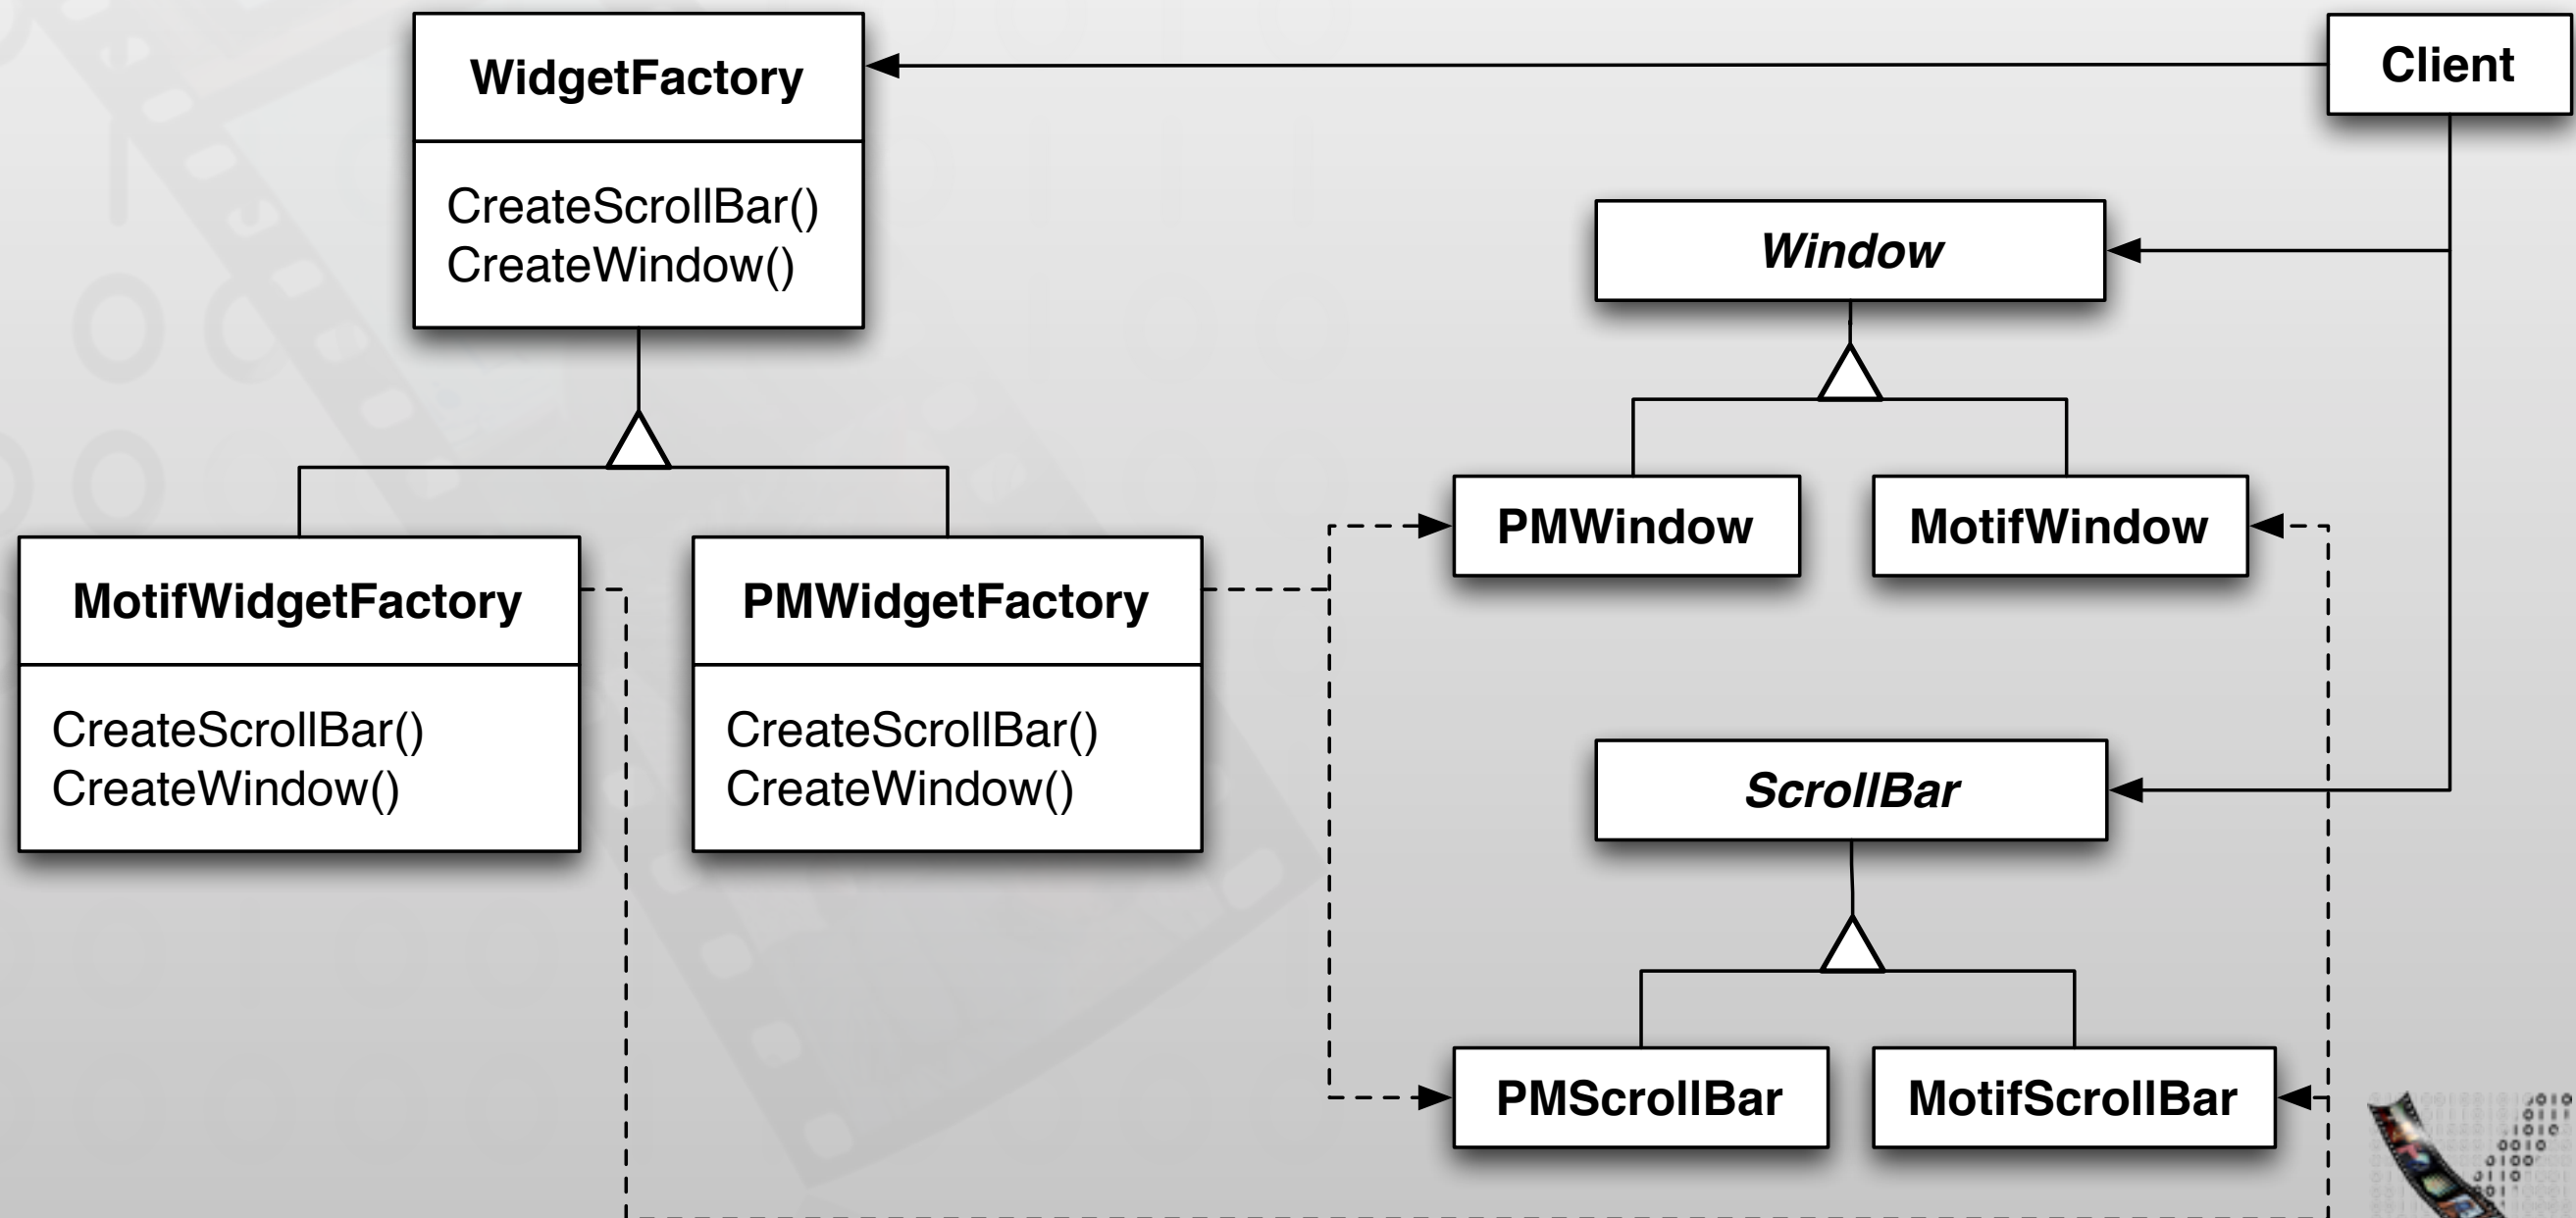 WidgetFactory
CreateScrollBar()
CreateWindow()
Client
Window
PMWindow
MotifWindow
MotifWidgetFactory
CreateScrollBar()
CreateWindow()
PMWidgetFactory
CreateScrollBar()
CreateWindow()
ScrollBar
PMScrollBar
MotifScrollBar